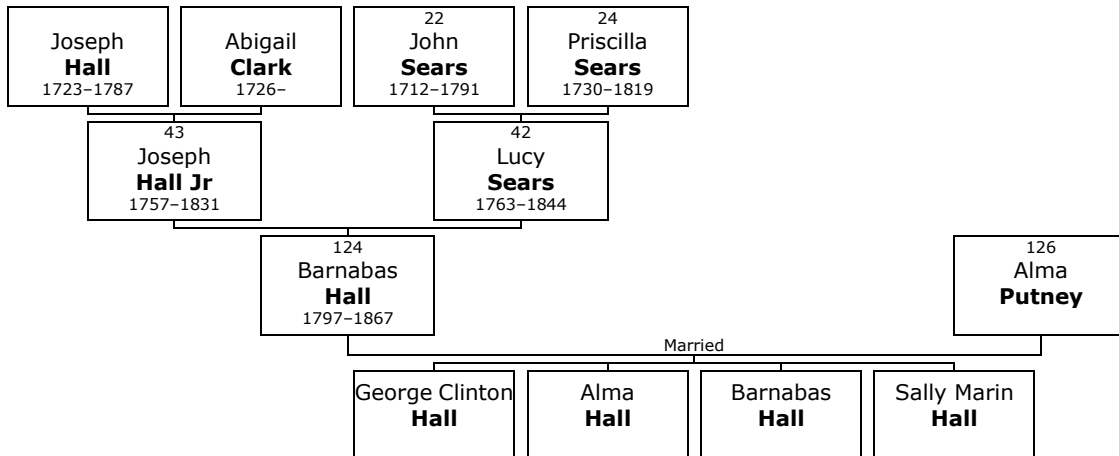 Joseph
Hall
1723–1787
Abigail
Clark
1726–
22
John
Sears
1712–1791
24
Priscilla
Sears
1730–1819
43
Joseph
Hall Jr
1757–1831
42
Lucy
Sears
1763–1844
124
Barnabas
Hall
1797–1867
126
Alma
Putney
Married
George Clinton
Hall
Alma
Hall
Barnabas
Hall
Sally Marin
Hall